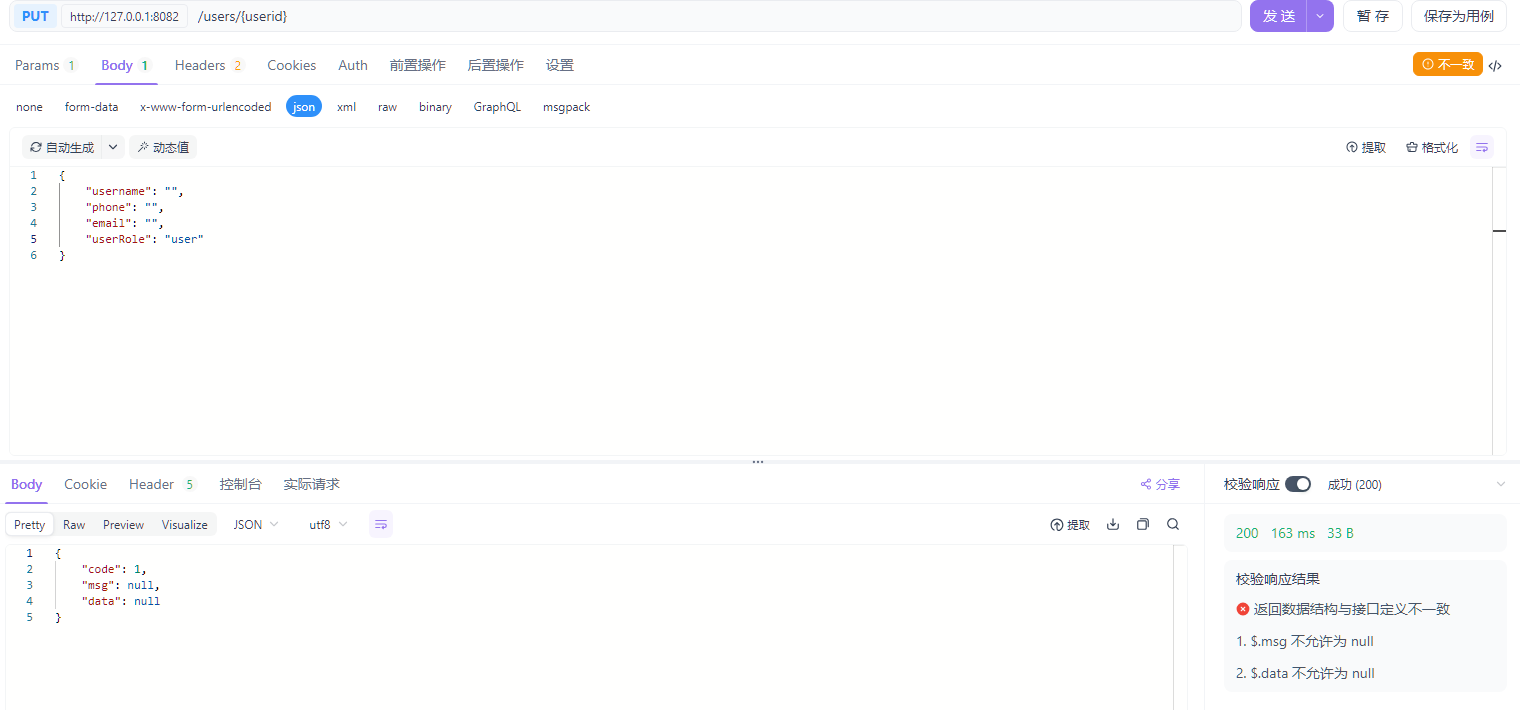 PUT http://127.0.0.1:8082 /users/{userid} 发 送 暂 存 保存为用例
Params 1 Body 1 Headers 2 Cookies Auth 前置操作 后置操作 设置 不一致 </>
none form-data x-www-form-urlencoded json xml raw binary GraphQL msgpack
自动生成 动态值 提取 格式化
1 {
2 "username": "",
3 "phone": "",
4 "email": "",
5 "userRole": "user"
6 }
Body Cookie Header 5 控制台 实际请求 分享 校验响应 成功 (200)
Pretty Raw Preview Visualize JSON utf8 提取
200 163 ms 33 B
1 {
2 "code": 1,
3 "msg": null,
4 "data": null
5 }
校验响应结果
返回数据结构与接口定义不一致
1. $.msg 不允许为 null
2. $.data 不允许为 null